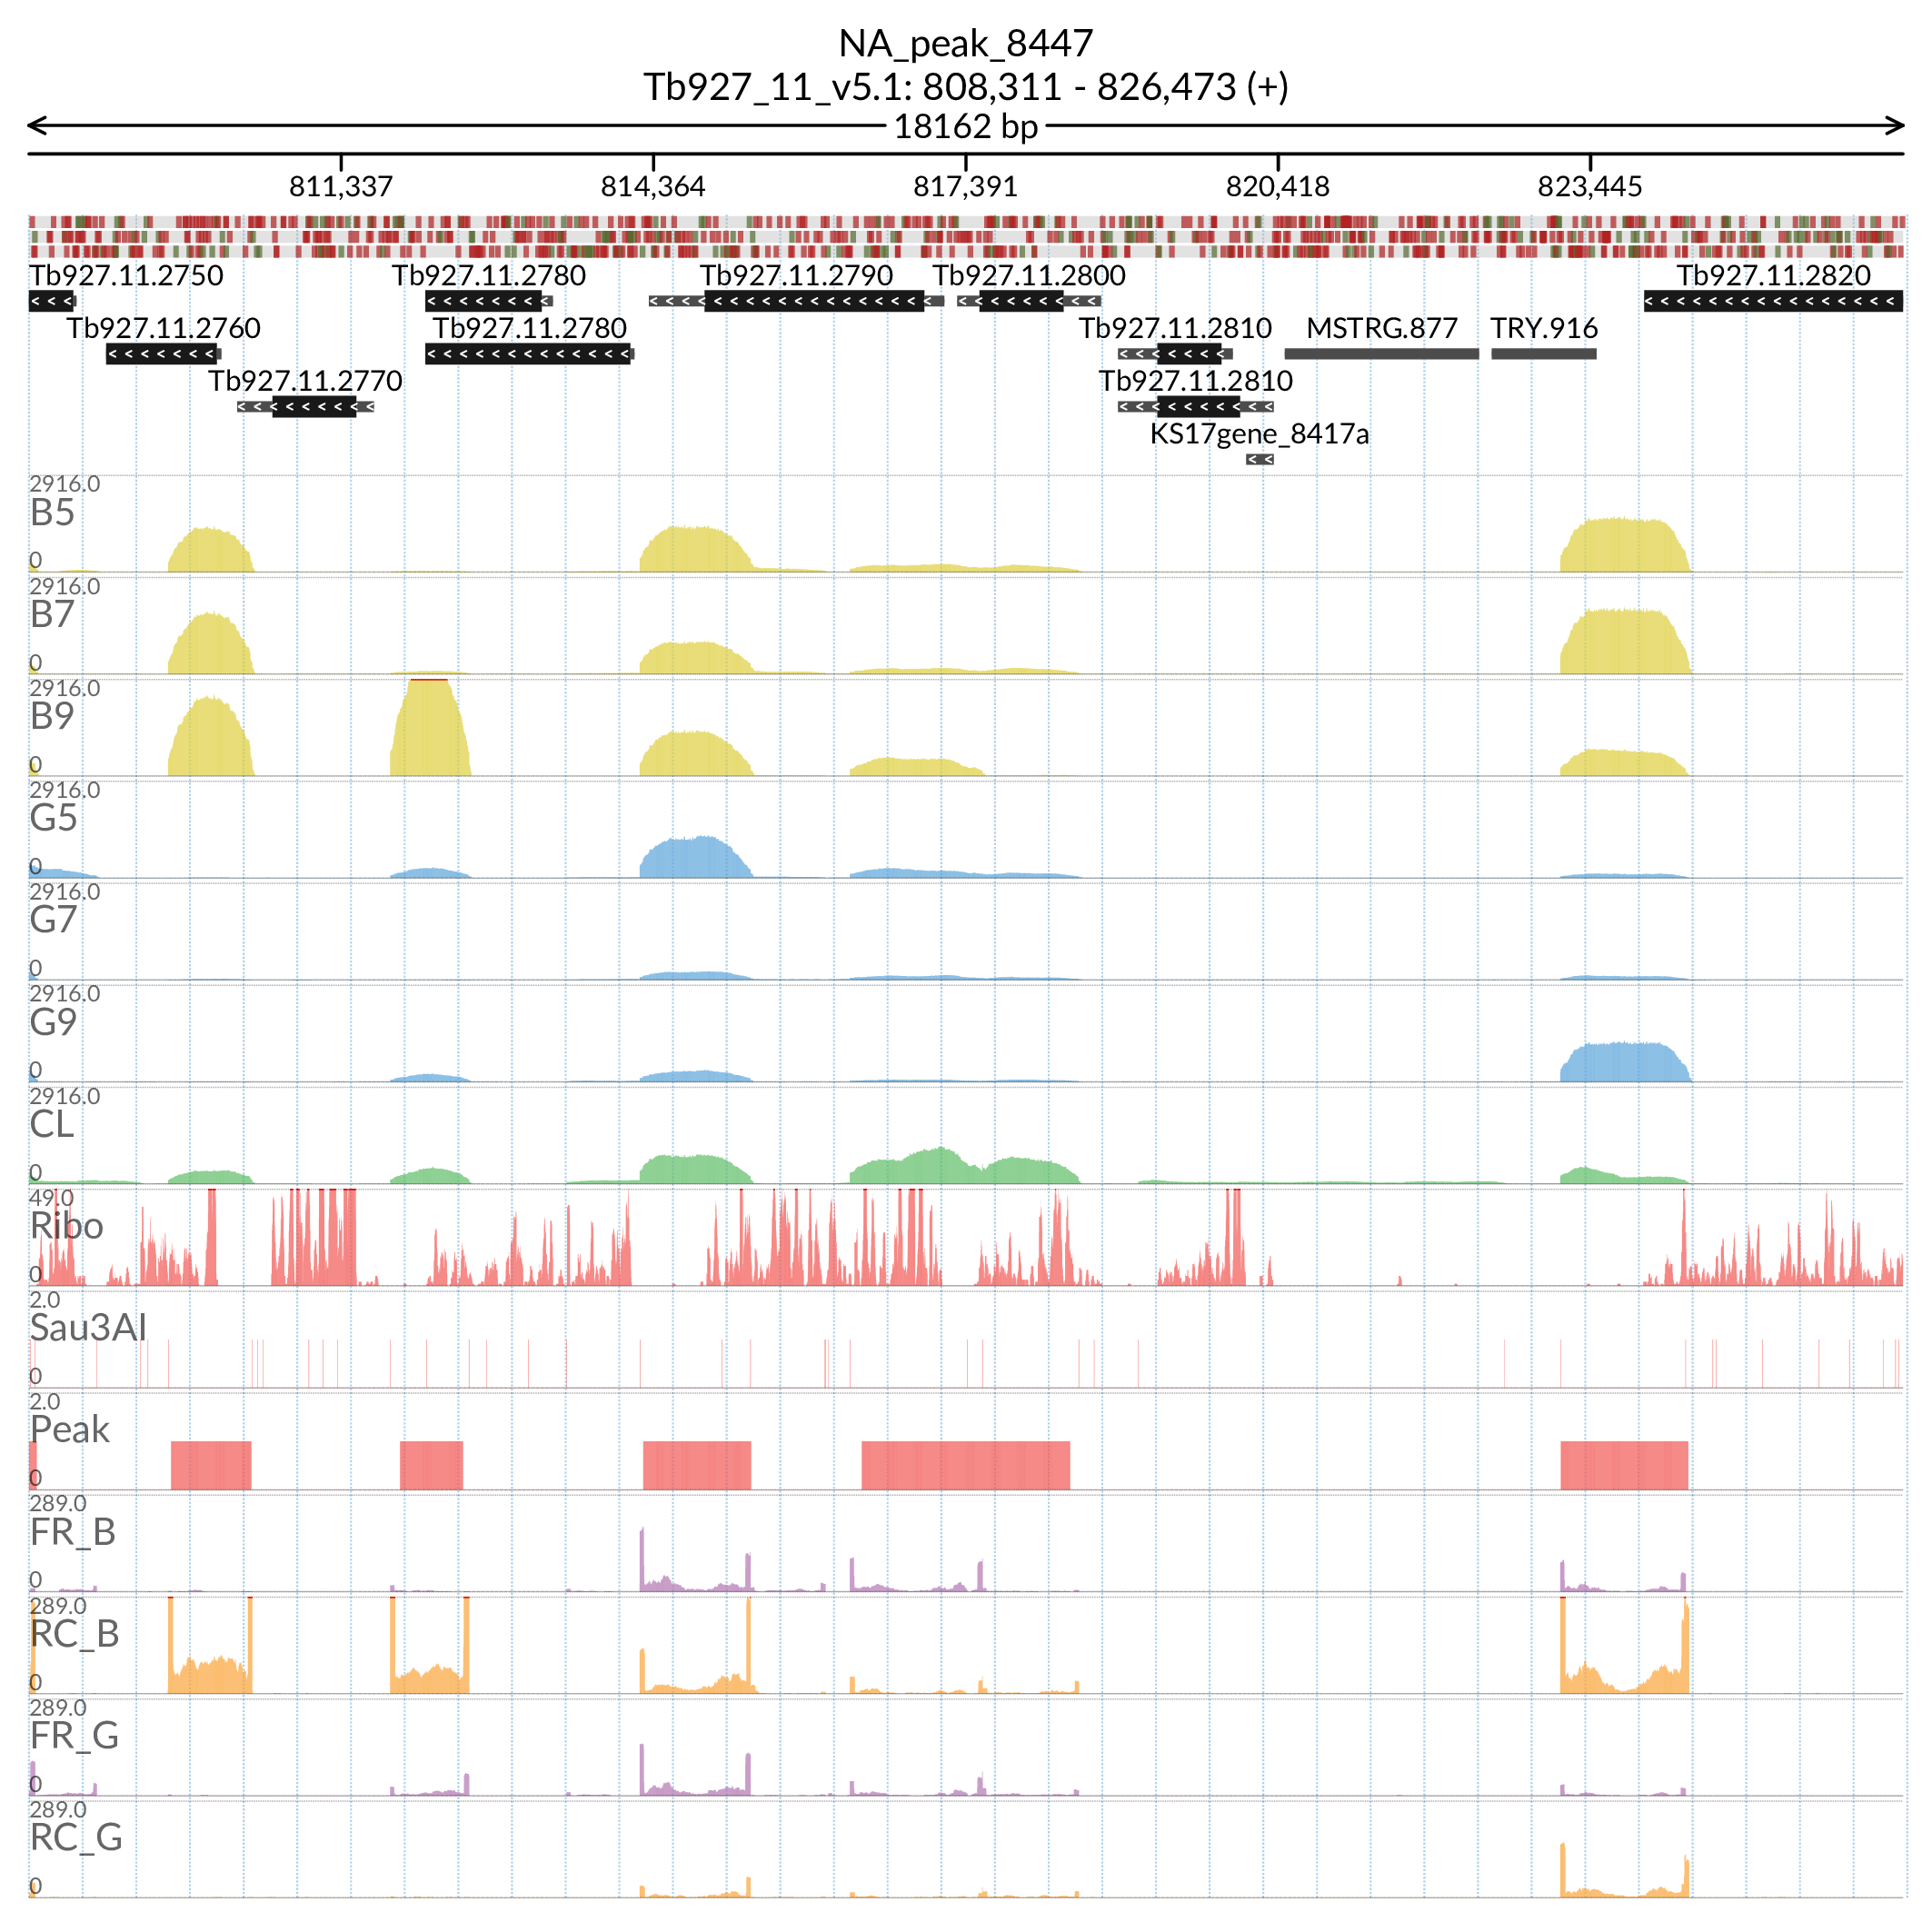 NA_peak_8447
Tb927_11_v5.1: 808,311 - 826,473 (+)
18162 bp
811,337 814,364 817,391 820,418 823,445
Tb927.11.2750 Tb927.11.2780 Tb927.11.2790 Tb927.11.2800 Tb927.11.2820
Tb927.11.2760 Tb927.11.2780 Tb927.11.2810 MSTRG.877 TRY.916
Tb927.11.2770 Tb927.11.2810
KS17gene_8417a
2916.0
B5
0
2916.0
B7
0
2916.0
B9
0
2916.0
G5
0
2916.0
G7
0
2916.0
G9
0
2916.0
CL
0
49.0
Ribo
0
2.0
Sau3AI
0
2.0
Peak
0
289.0
FR_B
0
289.0
RC_B
0
289.0
FR_G
0
289.0
RC_G
0